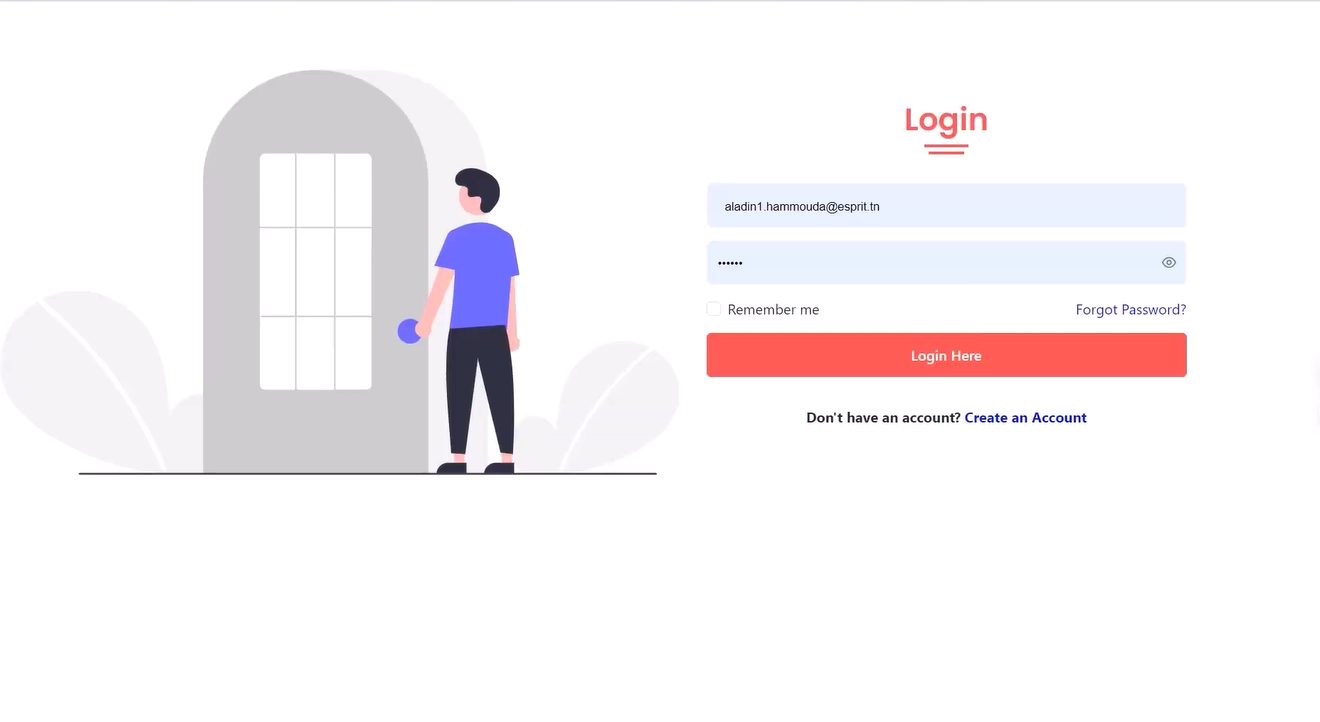 Login
aladin1.hammouda@esprit.tn
••••••
Remember me
Forgot Password?
Login Here
Don't have an account? Create an Account